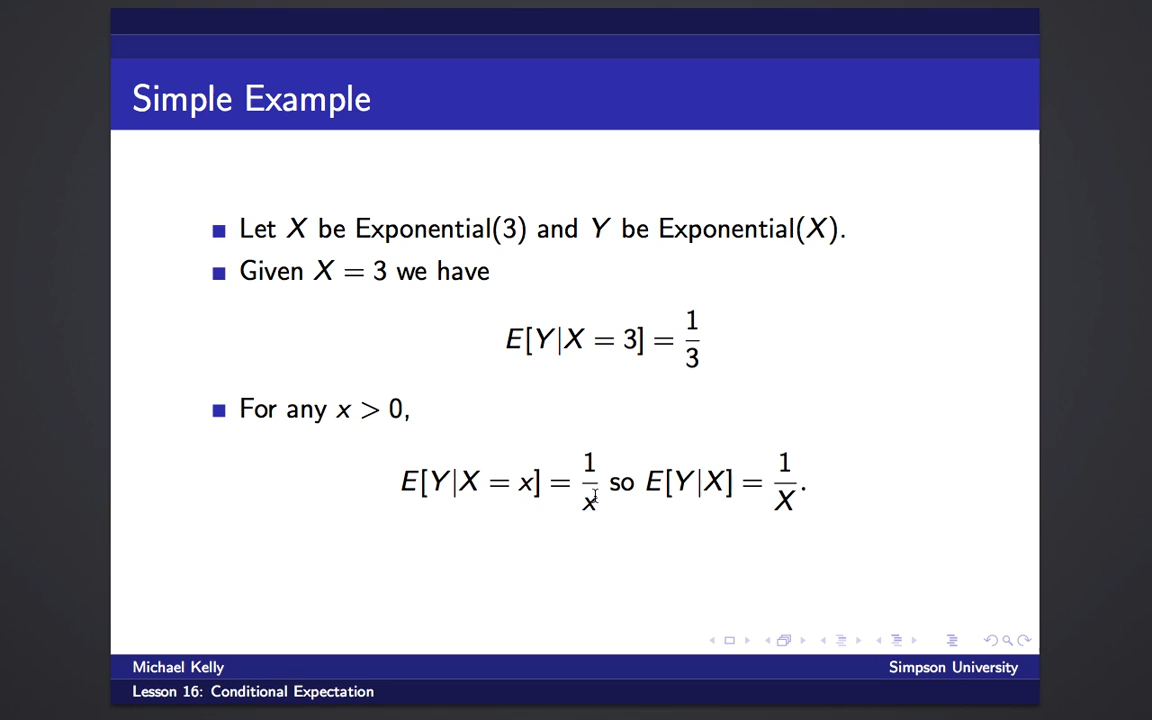 Simple Example
Let X be Exponential(3) and Y be Exponential(X).
Given X = 3 we have
E[Y|X = 3] = 1/3
For any x > 0,
E[Y|X = x] = 1/x so E[Y|X] = 1/X.
Michael Kelly
Simpson University
Lesson 16: Conditional Expectation